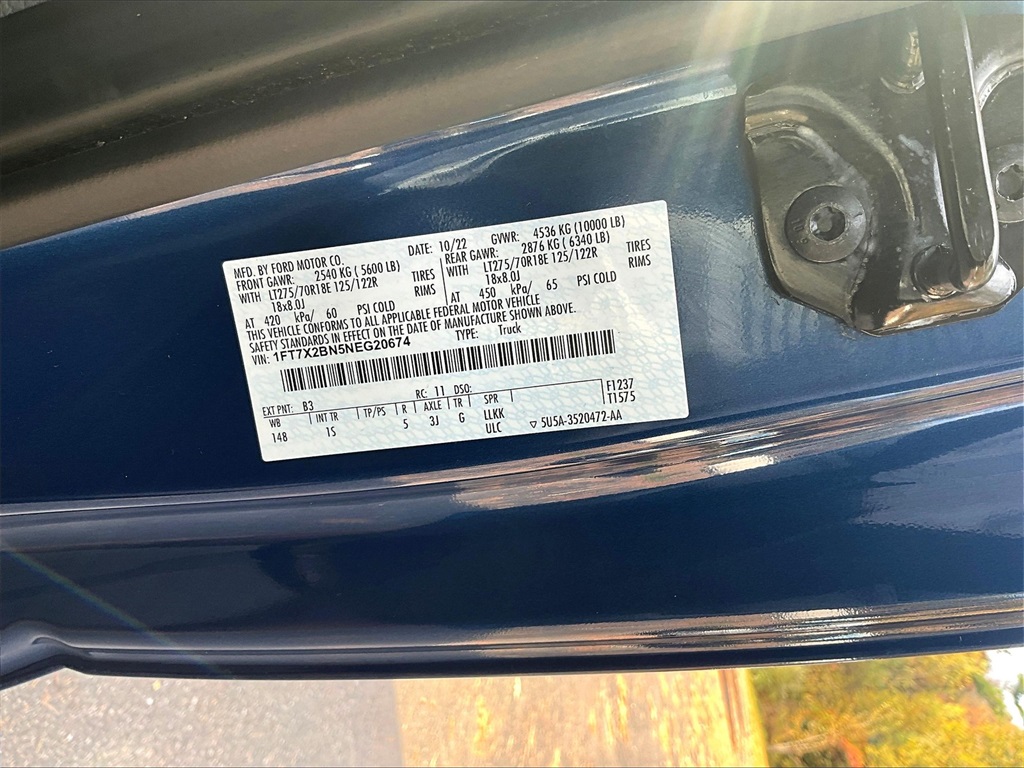 MFD. BY FORD MOTOR CO.
DATE: 10/22 GVWR: 4536 KG (10000 LB)
FRONT GAWR: 2540 KG ( 5600 LB) REAR GAWR: 2876 KG ( 6340 LB)
WITH LT275/70R18E 125/122R TIRES WITH LT275/70R18E 125/122R TIRES
18x8.0J RIMS 18x8.0J RIMS
AT 420 kPa/ 60 PSI COLD AT 450 kPa/ 65 PSI COLD
THIS VEHICLE CONFORMS TO ALL APPLICABLE FEDERAL MOTOR VEHICLE
SAFETY STANDARDS IN EFFECT ON THE DATE OF MANUFACTURE SHOWN ABOVE.
VIN: 1FT7X2BN5NEG20674 TYPE: Truck
EXT PNT: B3 RC: 11 DSO: F1237
WB INT TR TP/PS R AXLE TR SPR T1575
148 1S 5 3J G LLKK
ULC ▽ 5U5A-3520472-AA